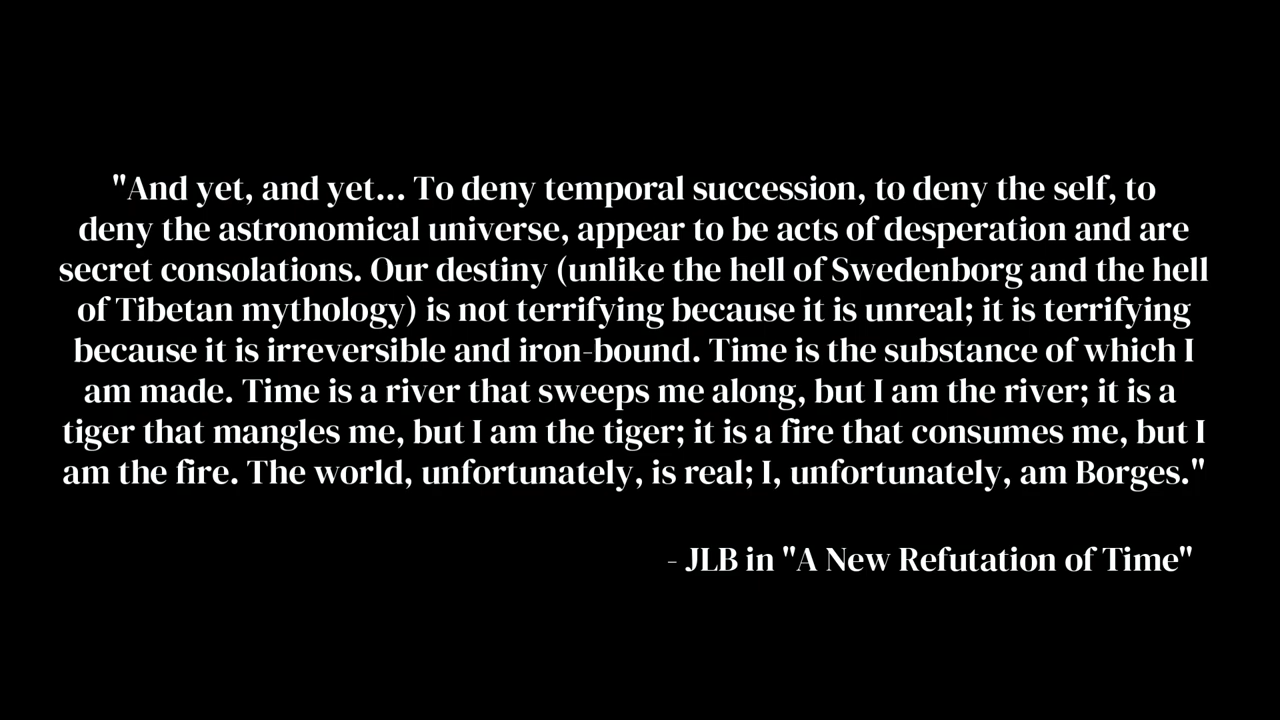 "And yet, and yet... To deny temporal succession, to deny the self, to
deny the astronomical universe, appear to be acts of desperation and are
secret consolations. Our destiny (unlike the hell of Swedenborg and the hell
of Tibetan mythology) is not terrifying because it is unreal; it is terrifying
because it is irreversible and iron-bound. Time is the substance of which I
am made. Time is a river that sweeps me along, but I am the river; it is a
tiger that mangles me, but I am the tiger; it is a fire that consumes me, but I
am the fire. The world, unfortunately, is real; I, unfortunately, am Borges."
- JLB in "A New Refutation of Time"